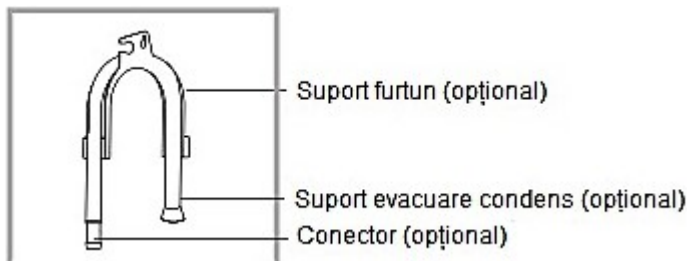 Suport furtun (opțional)
Suport evacuare condens (opțional)
Conector (opțional)